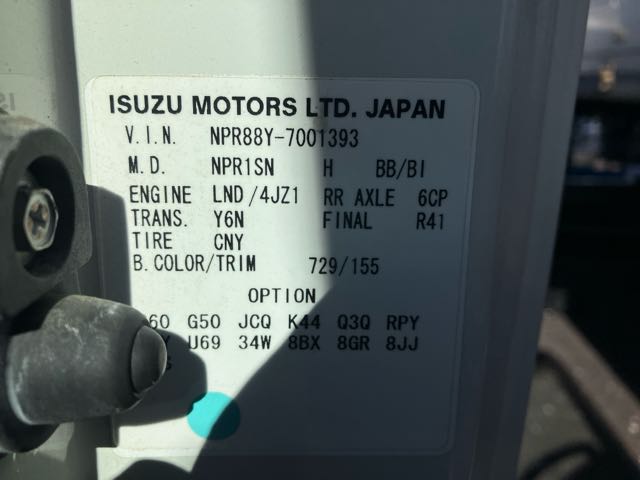 ISUZU MOTORS LTD. JAPAN
V.I.N. NPR88Y-7001393
M.D. NPR1SN H BB/BI
ENGINE LND/4JZ1 RR AXLE 6CP
TRANS. Y6N FINAL R41
TIRE CNY
B.COLOR/TRIM 729/155
OPTION
G50 JCQ K44 Q3Q RPY
U69 34W 8BX 8GR 8JJ